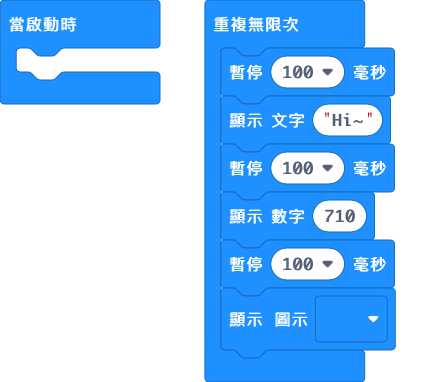 當啟動時
重複無限次
暫停 100 毫秒
顯示 文字 "Hi~"
暫停 100 毫秒
顯示 數字 710
暫停 100 毫秒
顯示 圖示